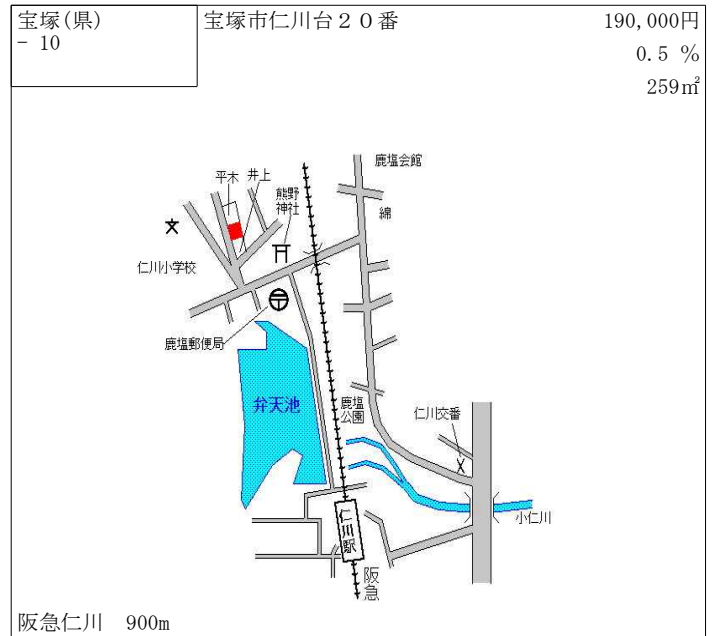 宝塚(県)
- 10
宝塚市仁川台２０番
190,000円
0.5 %
259㎡
鹿塩会館
平木
井上
熊野
神社
綿
仁川小学校
鹿塩郵便局
弁天池
鹿塩
公園
仁川交番
小仁川
仁川駅
阪急
阪急仁川 900m